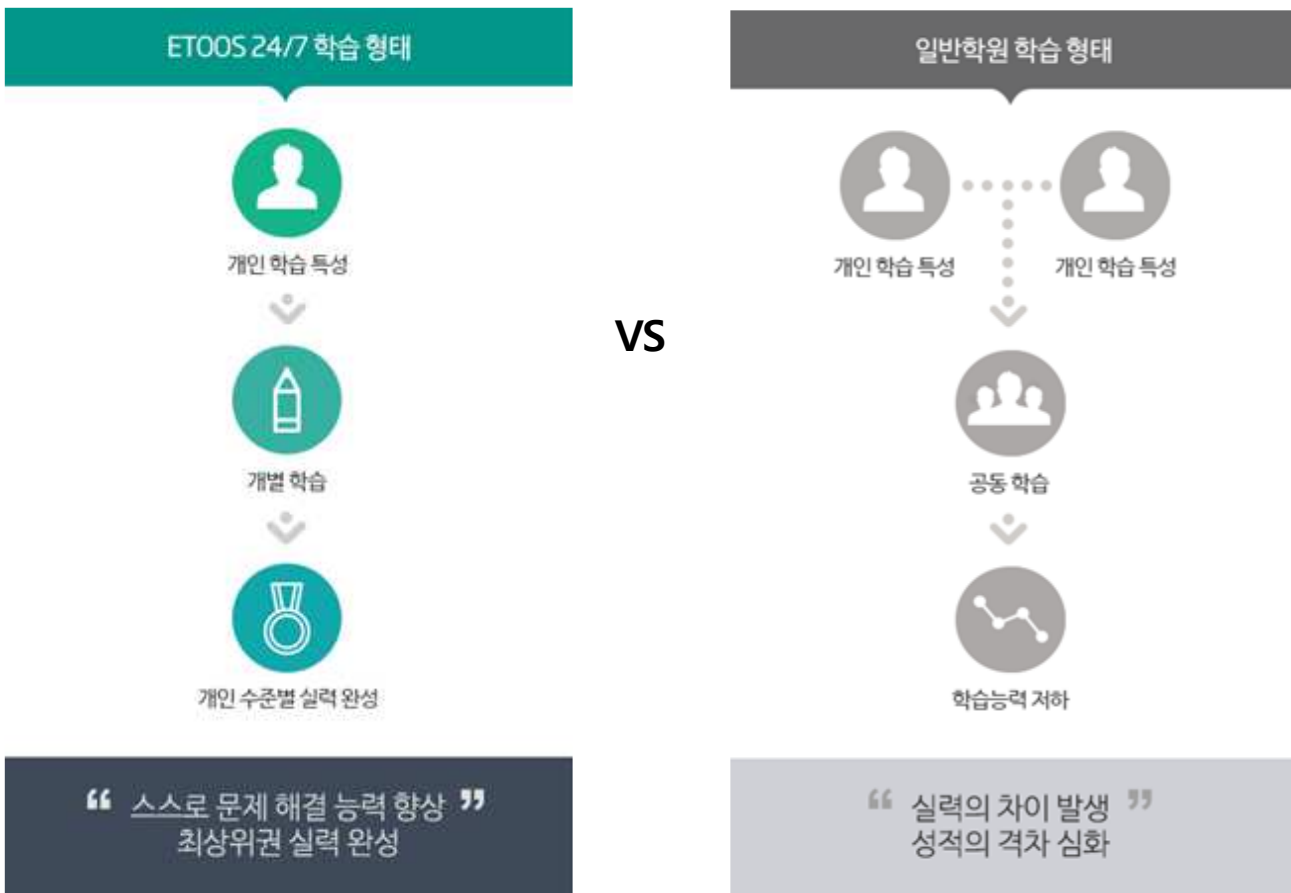 ETOOS 24/7 학습 형태
개인 학습 특성
개별 학습
개인 수준별 실력 완성
“ 스스로 문제 해결 능력 향상 ”
최상위권 실력 완성
VS
일반학원 학습 형태
개인 학습 특성
개인 학습 특성
공동 학습
학습능력 저하
“ 실력의 차이 발생 ”
성적의 격차 심화